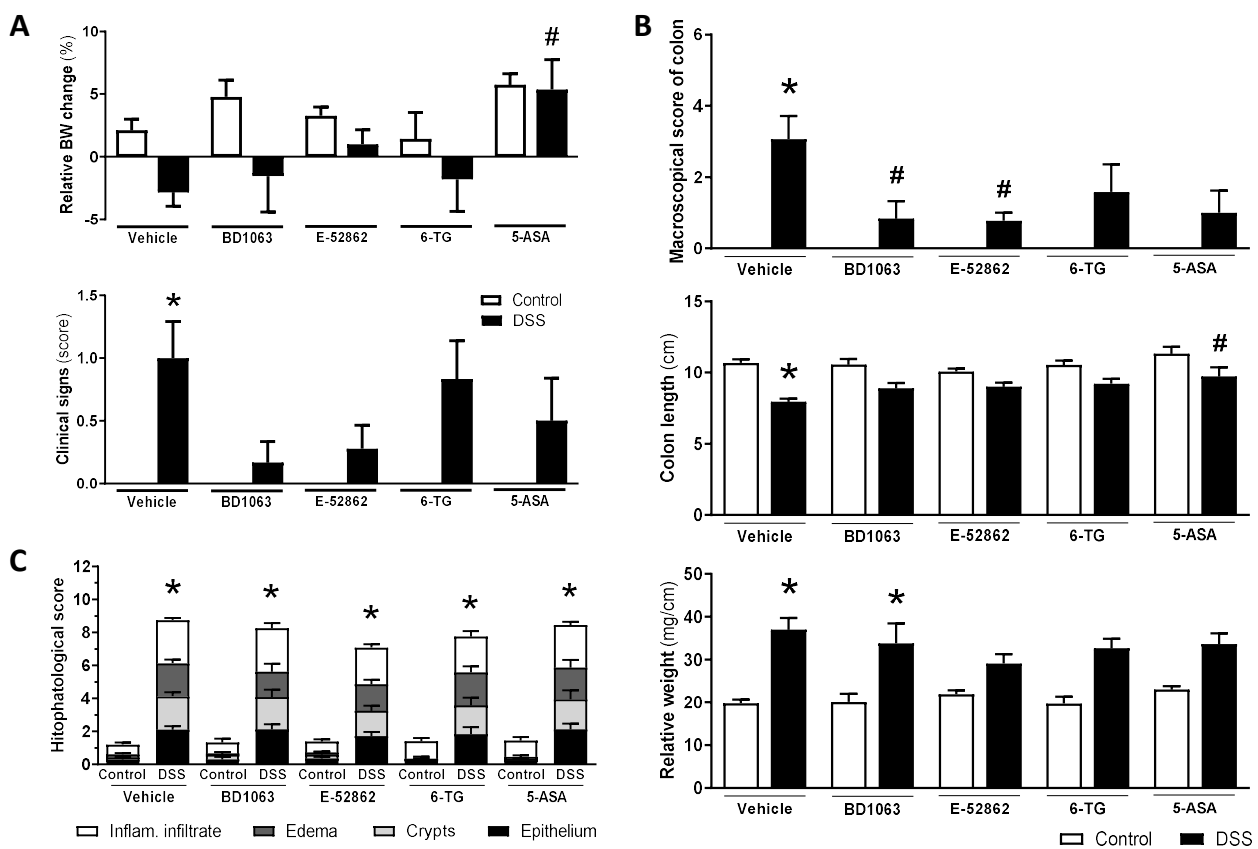 A
Relative BW change (%)
10
5
0
-5
#
Vehicle BD1063 E-52862 6-TG 5-ASA
Clinical signs (score)
1.5
1.0
0.5
0.0
*
Control
DSS
Vehicle BD1063 E-52862 6-TG 5-ASA
B
Macroscopical score of colon
6
4
2
0
* # #
Vehicle BD1063 E-52862 6-TG 5-ASA
Colon length (cm)
15
10
5
0
* #
Vehicle BD1063 E-52862 6-TG 5-ASA
Relative weight (mg/cm)
50
40
30
20
10
0
* *
Vehicle BD1063 E-52862 6-TG 5-ASA
Control DSS
C
Hitophatological score
12
10
8
6
4
2
0
* * * * *
Control DSS Control DSS Control DSS Control DSS Control DSS
Vehicle BD1063 E-52862 6-TG 5-ASA
Inflam. infiltrate Edema Crypts Epithelium